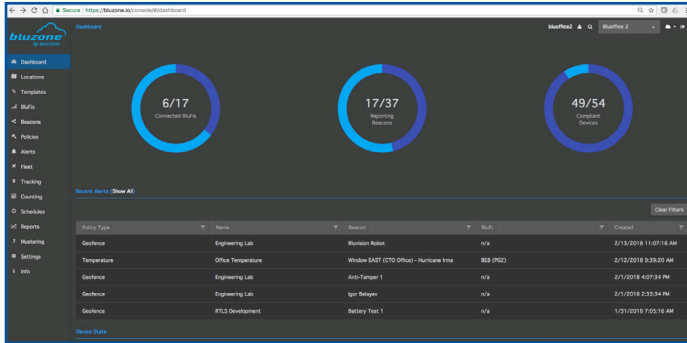 Secure https://bluzone.io/console/#/dashboard
bluzone
by bluvision
Dashboard
bluoffice2
Bluoffice 2
Dashboard
Locations
Templates
BluFis
Beacons
Policies
Alerts
Fleet
Tracking
Counting
Schedules
Reports
Mustering
Settings
Info
6/17
Connected BluFis
17/37
Reporting
Beacons
49/54
Compliant
Devices
Recent Alerts (Show All)
Clear Filters
Policy Type Name Beacon BluFi Created
Geofence Engineering Lab Bluvision Robot n/a 2/13/2018 11:07:16 AM
Temperature Office Temperature Window EAST (CTO Office) - Hurricane Irma BEB (PG2) 2/12/2018 9:39:20 AM
Geofence Engineering Lab Anti-Tamper 1 n/a 2/1/2018 4:07:34 PM
Geofence Engineering Lab Igor Belayev n/a 2/1/2018 2:33:34 PM
Geofence RTLS Development Battery Test 1 n/a 1/31/2018 7:05:16 AM
Device State